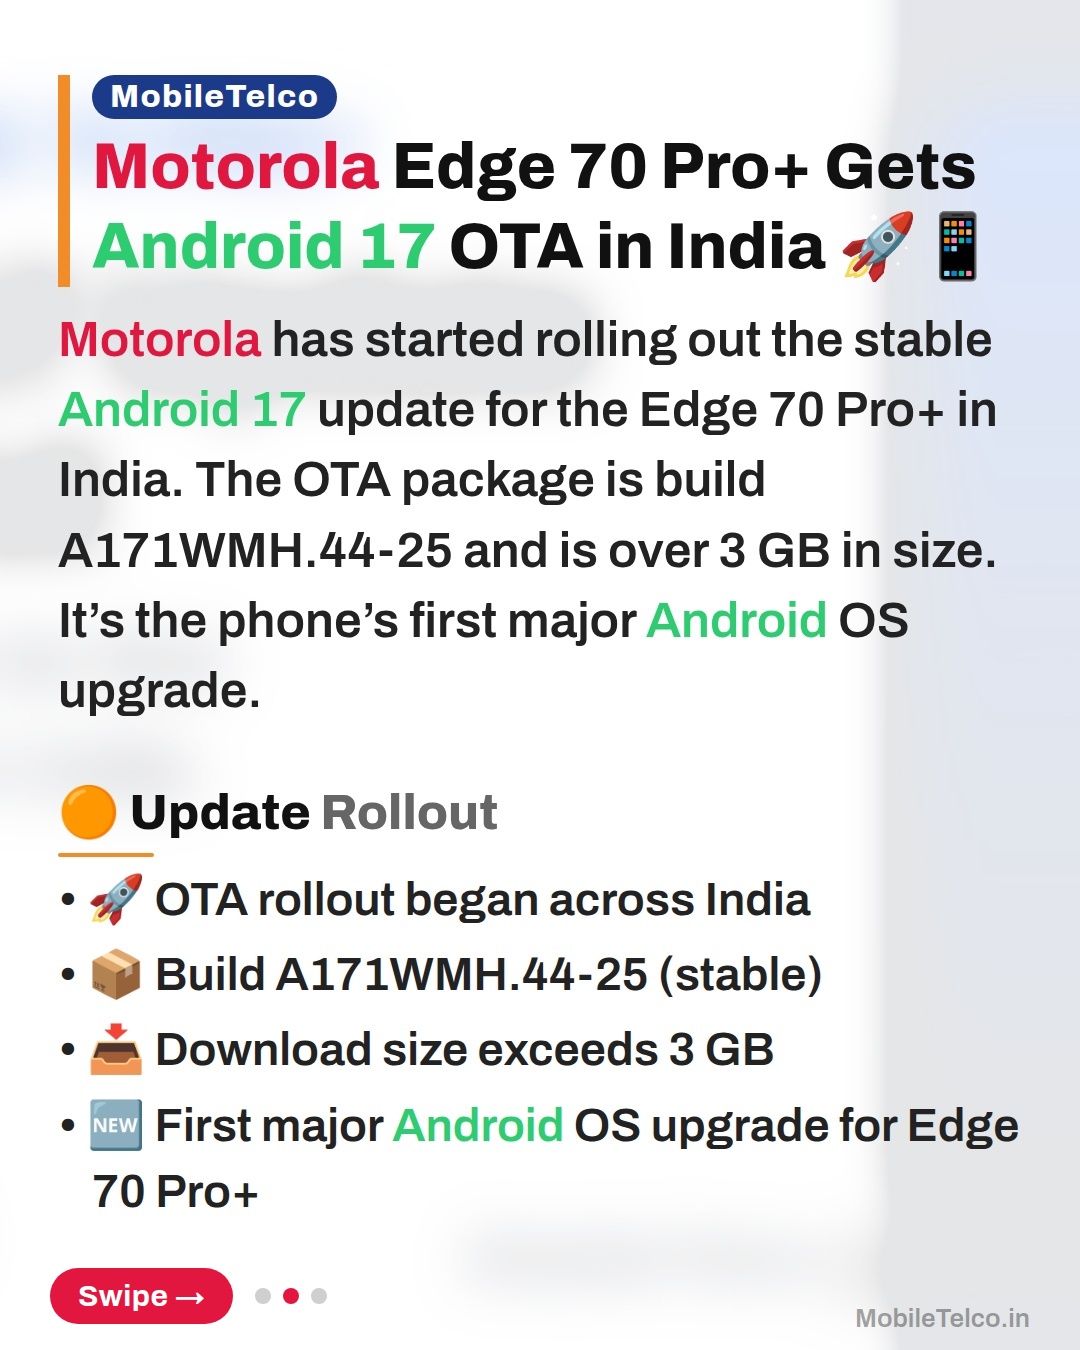 MobileTelco
Motorola Edge 70 Pro+ Gets
Android 17 OTA in India 🚀 📱
Motorola has started rolling out the stable
Android 17 update for the Edge 70 Pro+ in
India. The OTA package is build
A171WMH.44-25 and is over 3 GB in size.
It’s the phone’s first major Android OS
upgrade.
🟠 Update Rollout
• 🚀 OTA rollout began across India
• 📦 Build A171WMH.44-25 (stable)
• 📥 Download size exceeds 3 GB
• 🆕 First major Android OS upgrade for Edge
70 Pro+
Swipe →
MobileTelco.in